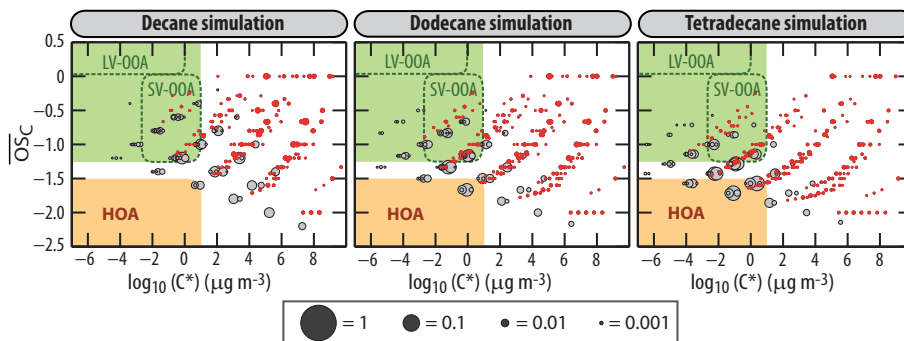 Decane simulation
Dodecane simulation
Tetradecane simulation
0.5
0
−0.5
−1.0
−1.5
−2.0
−2.5
OSC
LV-OOA
SV-OOA
HOA
LV-OOA
SV-OOA
HOA
LV-OOA
SV-OOA
HOA
−6 −4 −2 0 2 4 6 8
−6 −4 −2 0 2 4 6 8
−6 −4 −2 0 2 4 6 8
log10 (C*) (μg m-3)
log10 (C*) (μg m-3)
log10 (C*) (μg m-3)
= 1 = 0.1 = 0.01 = 0.001